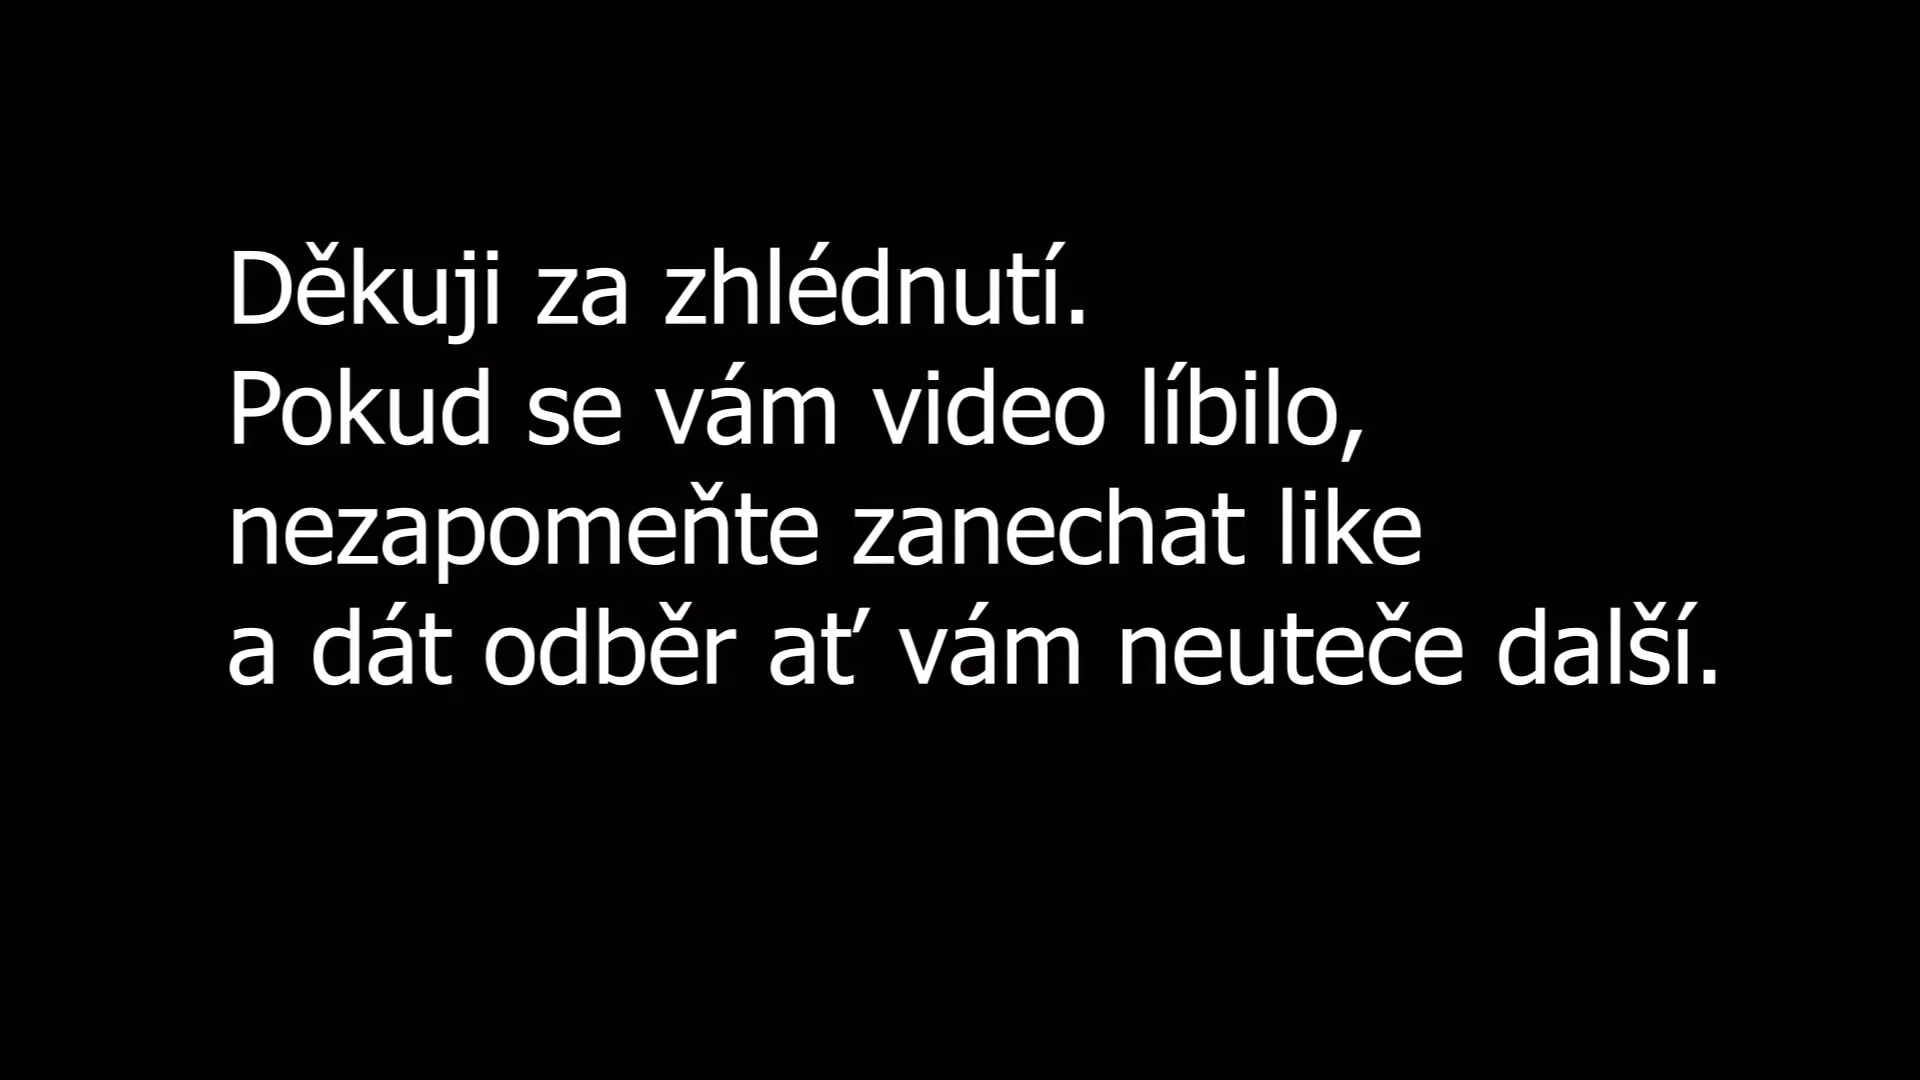 Děkuji za zhlédnutí.
Pokud se vám video líbilo,
nezapomeňte zanechat like
a dát odběr ať vám neuteče další.